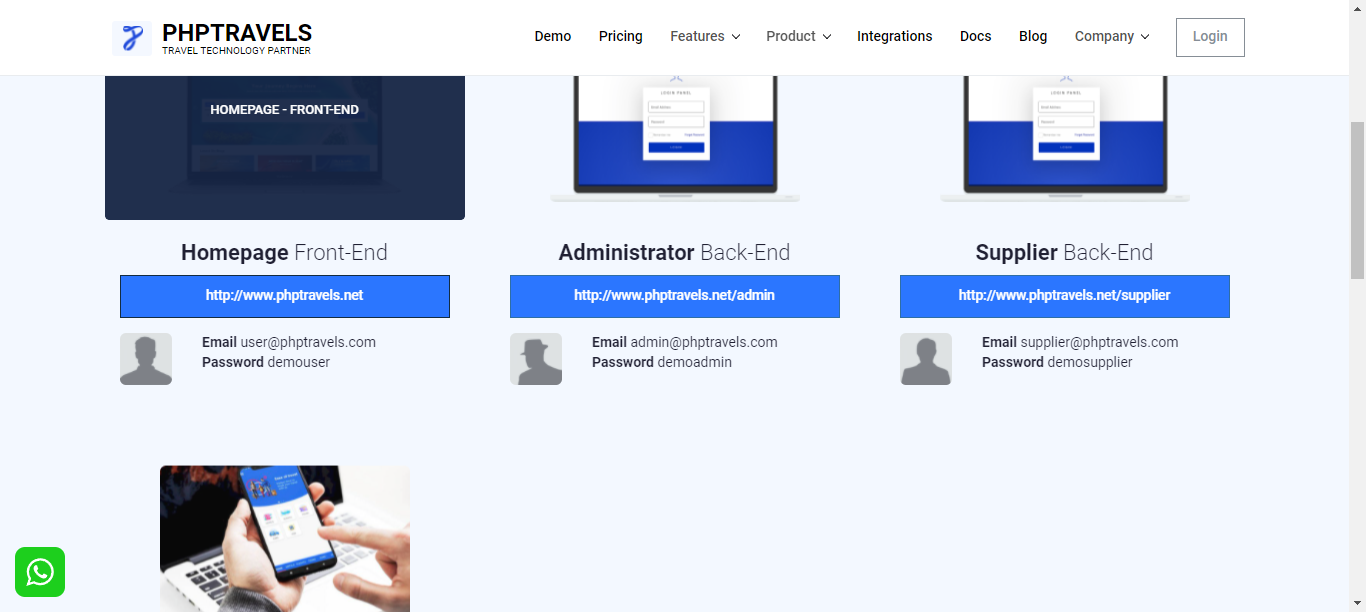 PHPTRAVELS
TRAVEL TECHNOLOGY PARTNER
Demo
Pricing
Features
Product
Integrations
Docs
Blog
Company
Login
HOMEPAGE - FRONT-END
LOGIN PANEL
LOGIN PANEL
Homepage Front-End
http://www.phptravels.net
Email user@phptravels.com
Password demouser
Administrator Back-End
http://www.phptravels.net/admin
Email admin@phptravels.com
Password demoadmin
Supplier Back-End
http://www.phptravels.net/supplier
Email supplier@phptravels.com
Password demosupplier